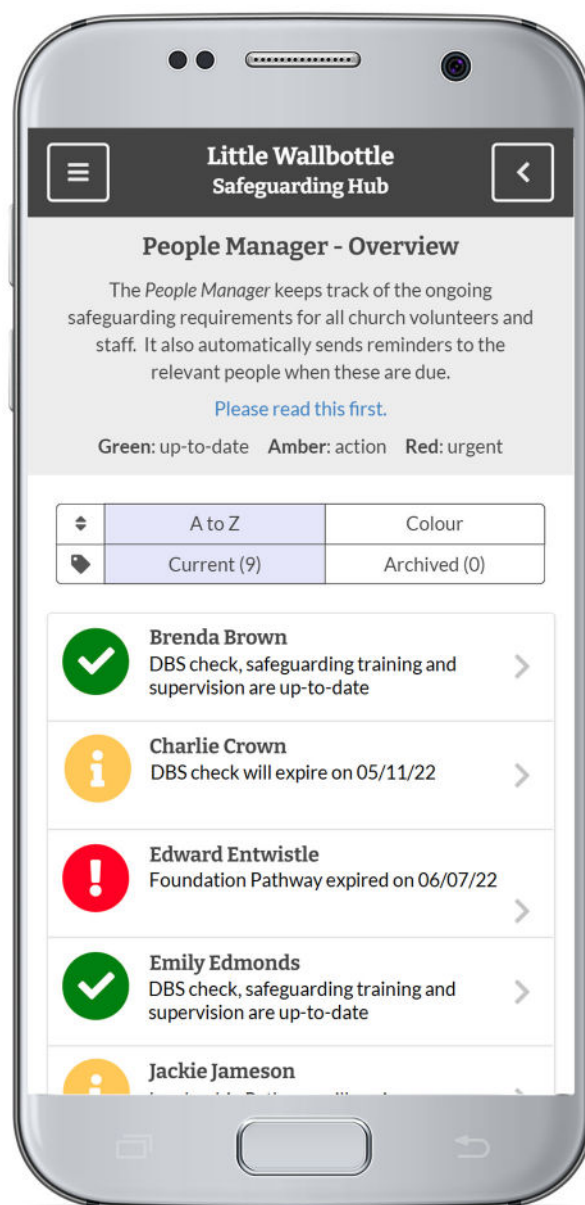 Little Wallbottle
Safeguarding Hub
People Manager - Overview
The People Manager keeps track of the ongoing
safeguarding requirements for all church volunteers and
staff. It also automatically sends reminders to the
relevant people when these are due.
Please read this first.
Green: up-to-date Amber: action Red: urgent
A to Z Colour
Current (9) Archived (0)
Brenda Brown
DBS check, safeguarding training and
supervision are up-to-date
Charlie Crown
DBS check will expire on 05/11/22
Edward Entwistle
Foundation Pathway expired on 06/07/22
Emily Edmonds
DBS check, safeguarding training and
supervision are up-to-date
Jackie Jameson